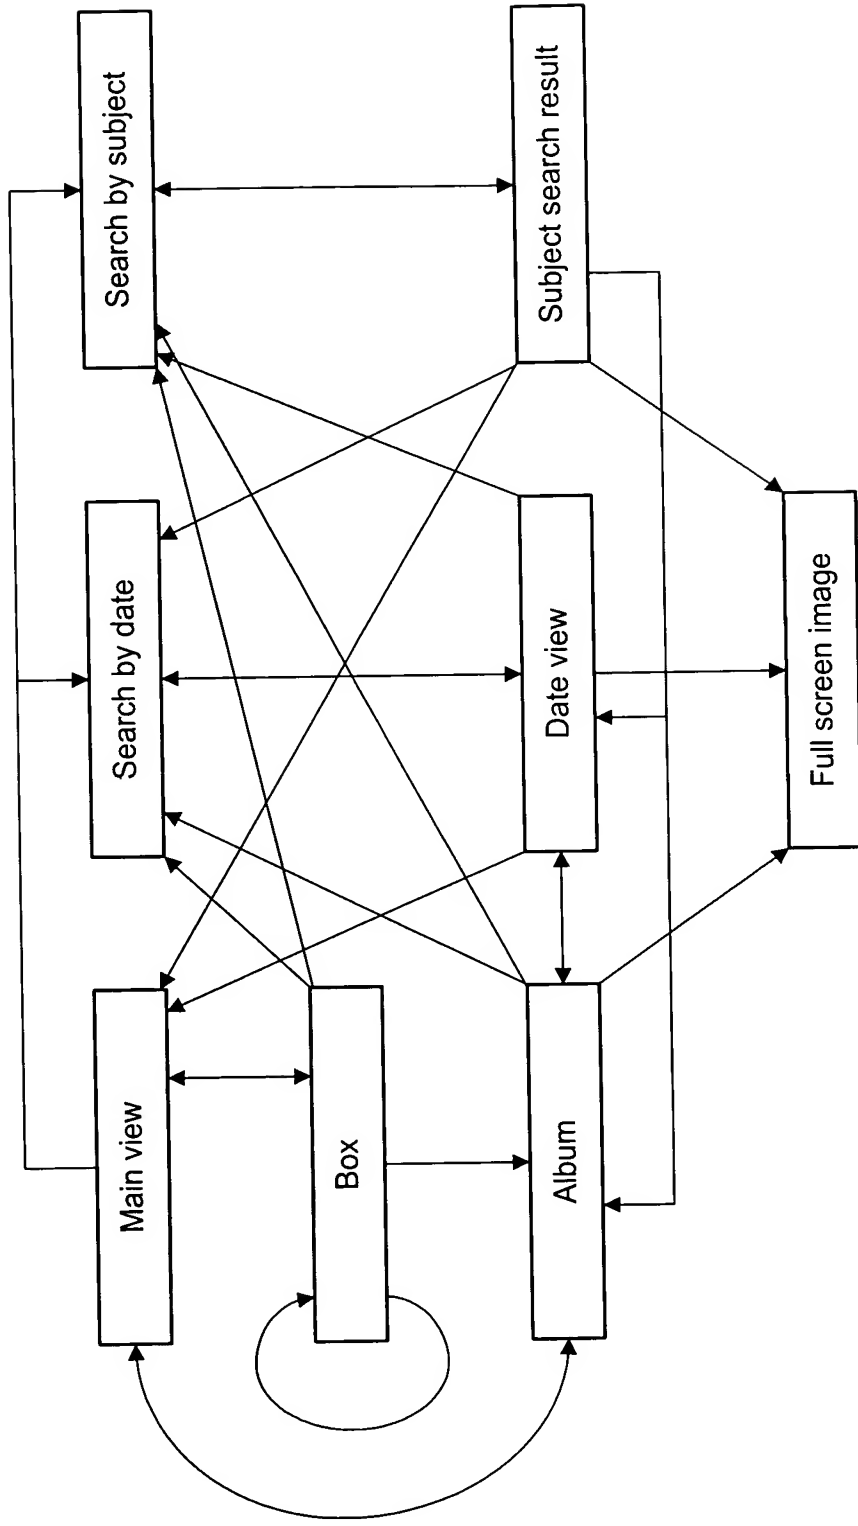 Main view
Search by date
Search by subject
Box
Album
Date view
Subject search result
Full screen image